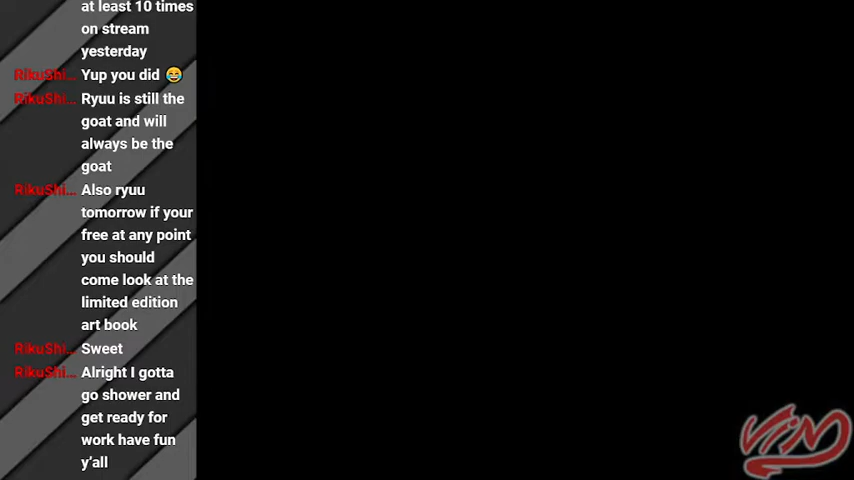 at least 10 times
on stream
yesterday
RikuShi... Yup you did 😂
RikuShi... Ryuu is still the
goat and will
always be the
goat
RikuShi... Also ryuu
tomorrow if your
free at any point
you should
come look at the
limited edition
art book
RikuShi... Sweet
RikuShi... Alright I gotta
go shower and
get ready for
work have fun
y'all